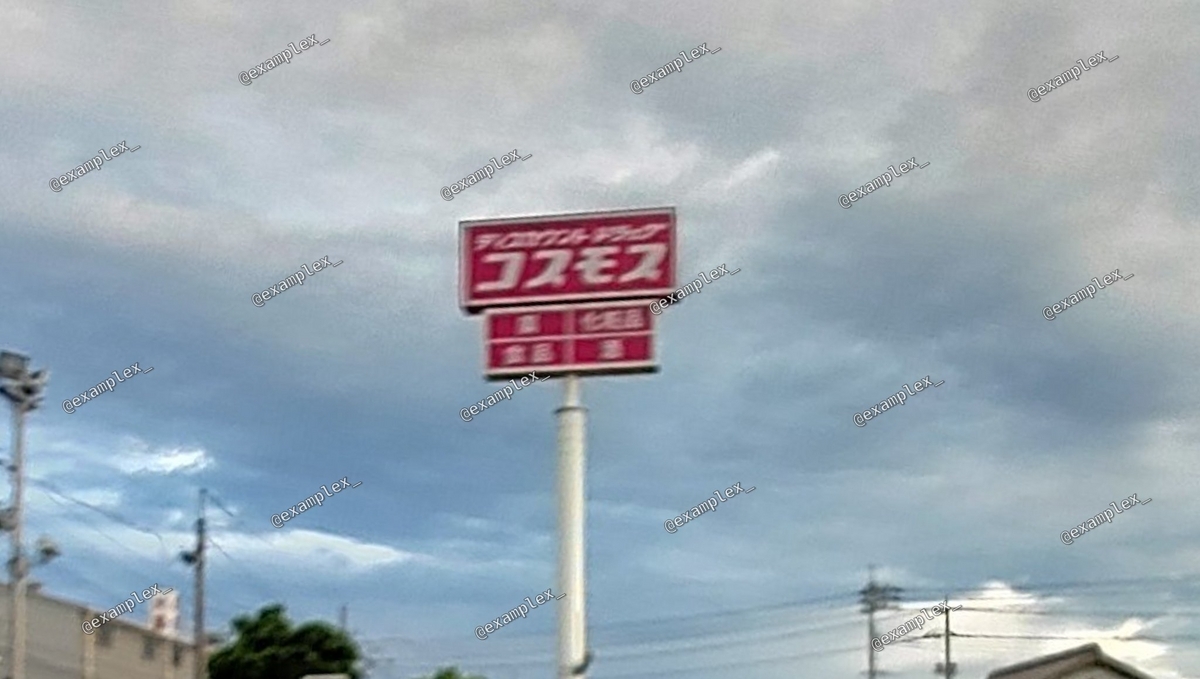 ディスカウント ドラッグ
コスモス
薬 化粧品
食品 酒